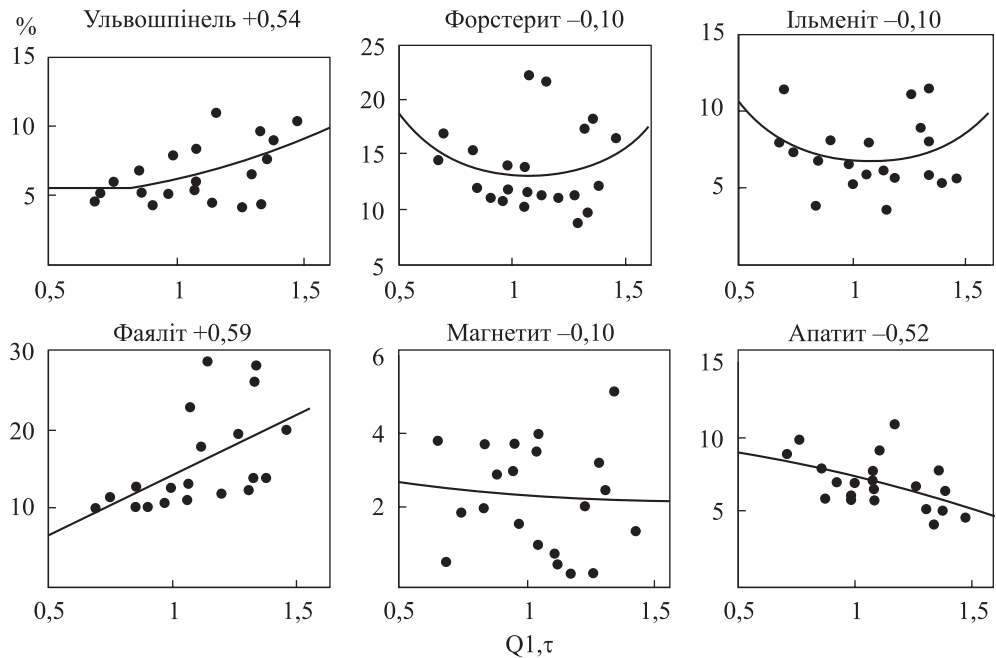 %
Ульвошпінель +0,54
15
10
5
0,5 1 1,5
Форстерит –0,10
25
20
15
10
5
0,5 1 1,5
Ільменіт –0,10
15
10
5
0,5 1 1,5
Фаяліт +0,59
30
20
10
0,5 1 1,5
Магнетит –0,10
6
4
2
0,5 1 1,5
Апатит –0,52
15
10
5
0,5 1 1,5
Q1,τ